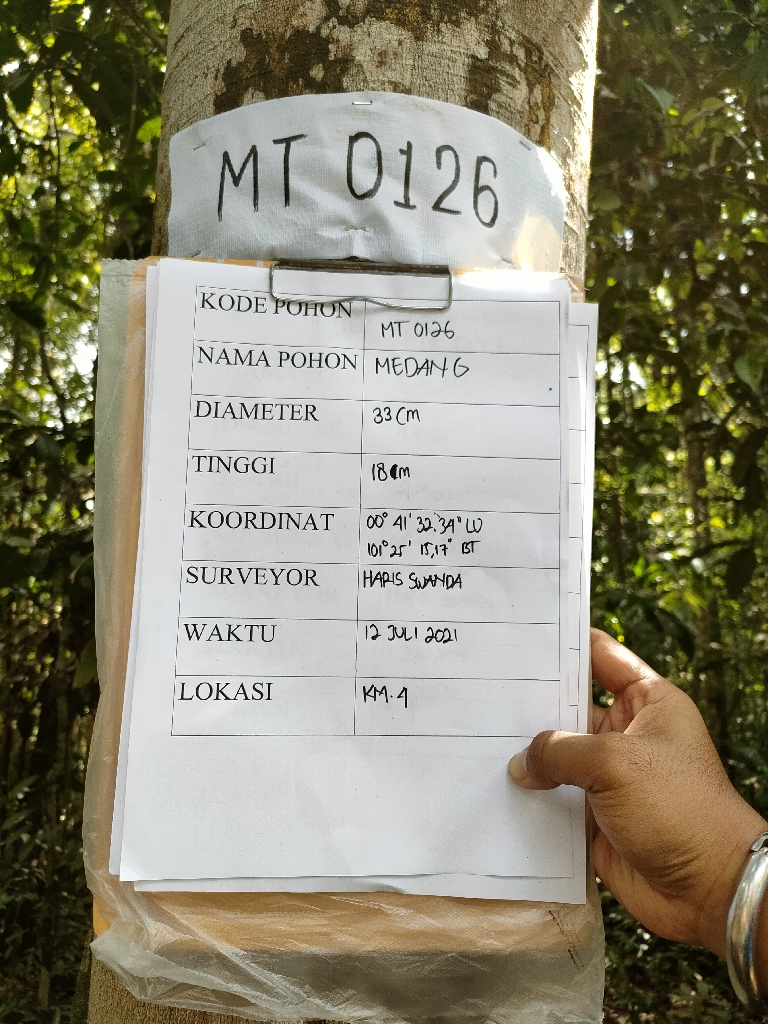 MT 0126
KODE POHON MT 0126
NAMA POHON MEDANG
DIAMETER 33 Cm
TINGGI 18 m
KOORDINAT 00° 41' 32.34" LU
101° 25' 15,17" BT
SURVEYOR HARIS SWANDA
WAKTU 12 JULI 2021
LOKASI KM.4